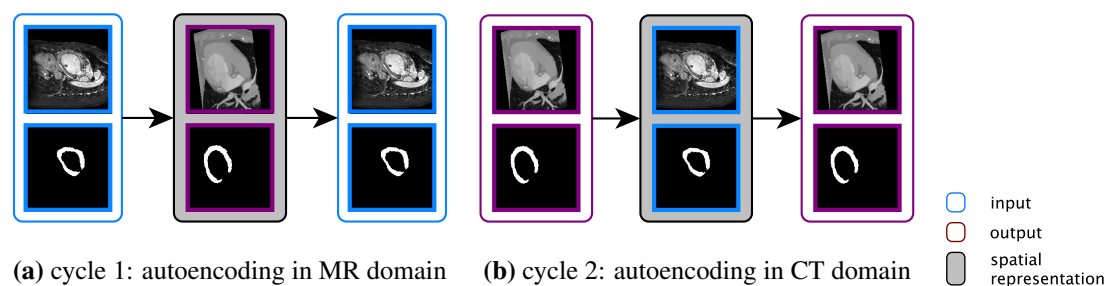 input
output
spatial
representation
(a) cycle 1: autoencoding in MR domain
(b) cycle 2: autoencoding in CT domain